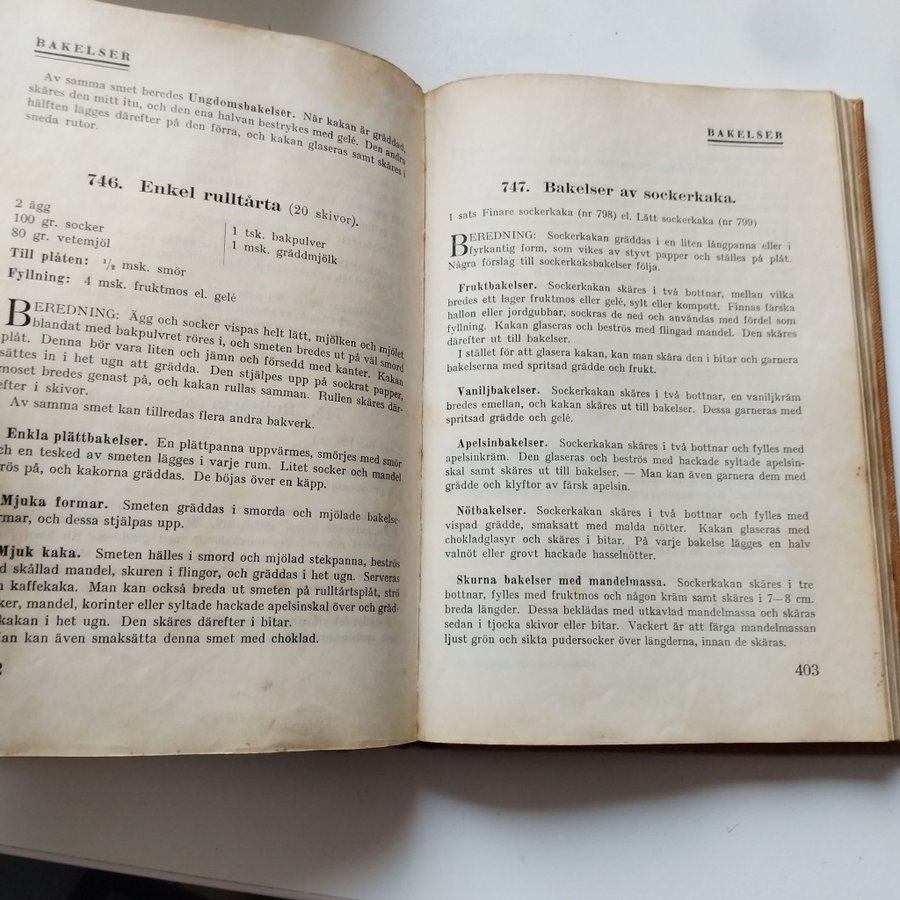 BAKELSER
Av samma smet beredes Ungdomsbakelser. När kakan är gräddad,
skäres den mitt itu, och den ena halvan bestrykes med gelé. Den andra
hälften lägges därefter på den förra, och kakan glaseras samt skäres i
sneda rutor.
746. Enkel rulltårta (20 skivor).
2 ägg
100 gr. socker
80 gr. vetemjöl
1 tsk. bakpulver
1 msk. gräddmjölk
Till plåten: 1/2 msk. smör
Fyllning: 4 msk. fruktmos el. gelé
BEREDNING: Ägg och socker vispas helt lätt, mjölken och mjölet
blandat med bakpulvret röres i, och smeten bredes ut på väl smord
plåt. Denna bör vara liten och jämn och försedd med kanter. Kakan
sättes in i het ugn att grädda. Den stjälpes upp på sockrat papper,
moset bredes genast på, och kakan rullas samman. Rullen skäres där-
efter i skivor.
Av samma smet kan tillredas flera andra bakverk.
Enkla plättbakelser. En plättpanna uppvärmes, smörjes med smör
och en tesked av smeten lägges i varje rum. Litet socker och mandel
strös på, och kakorna gräddas. De böjas över en käpp.
Mjuka formar. Smeten gräddas i smorda och mjölade bakelse-
rmar, och dessa stjälpas upp.
Mjuk kaka. Smeten hälles i smord och mjölad stekpanna, beströs
d skållad mandel, skuren i flingor, och gräddas i het ugn. Serveras
n kaffekaka. Man kan också breda ut smeten på rulltårtsplåt, strö
ker, mandel, korinter eller syltade hackade apelsinskal över och gräd-
kakan i het ugn. Den skäres därefter i bitar.
Man kan även smaksätta denna smet med choklad.
2
BAKELSER
747. Bakelser av sockerkaka.
1 sats Finare sockerkaka (nr 798) el. Lätt sockerkaka (nr 799)
BEREDNING: Sockerkakan gräddas i en liten långpanna eller i
fyrkantig form, som vikes av styvt papper och ställes på plåt.
Några förslag till sockerkaksbakelser följa.
Fruktbakelser. Sockerkakan skäres i två bottnar, mellan vilka
bredes ett lager fruktmos eller gelé, sylt eller kompott. Finnas färska
hallon eller jordgubbar, sockras de ned och användas med fördel som
fyllning. Kakan glaseras och beströs med flingad mandel. Den skäres
därefter ut till bakelser.
I stället för att glasera kakan, kan man skära den i bitar och garnera
bakelserna med spritsad grädde och frukt.
Vaniljbakelser. Sockerkakan skäres i två bottnar, en vaniljkräm
bredes emellan, och kakan skäres ut till bakelser. Dessa garneras med
spritsad grädde och gelé.
Apelsinbakelser. Sockerkakan skäres i två bottnar och fylles med
apelsinkräm. Den glaseras och beströs med hackade syltade apelsin-
skal samt skäres ut till bakelser. — Man kan även garnera dem med
grädde och klyftor av färsk apelsin.
Nötbakelser. Sockerkakan skäres i två bottnar och fylles med
vispad grädde, smaksatt med malda nötter. Kakan glaseras med
chokladglasyr och skäres i bitar. På varje bakelse lägges en halv
valnöt eller grovt hackade hasselnötter.
Skurna bakelser med mandelmassa. Sockerkakan skäres i tre
bottnar, fylles med fruktmos och någon kräm samt skäres i 7—8 cm.
breda längder. Dessa beklädas med utkavlad mandelmassa och skäras
sedan i tjocka skivor eller bitar. Vackert är att färga mandelmassan
ljust grön och sikta pudersocker över längderna, innan de skäras.
403